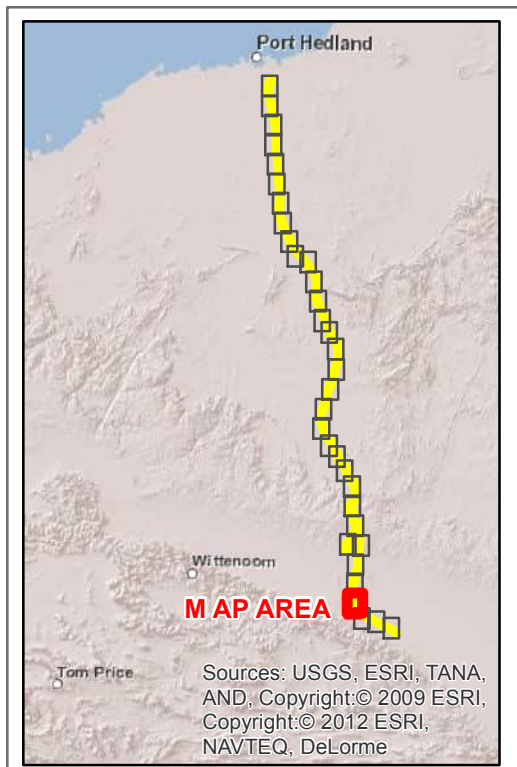 Port Hedland
Wittenoom
M AP AREA
Tom Price
Sources: USGS, ESRI, TANA,
AND, Copyright:© 2009 ESRI,
Copyright:© 2012 ESRI,
NAVTEQ, DeLorme